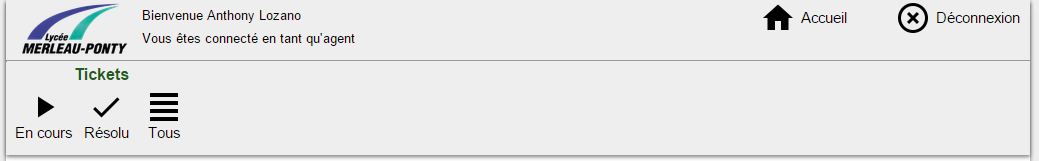 Lycée
MERLEAU-PONTY
Bienvenue Anthony Lozano
Vous êtes connecté en tant qu'agent
Accueil
Déconnexion
Tickets
En cours
Résolu
Tous